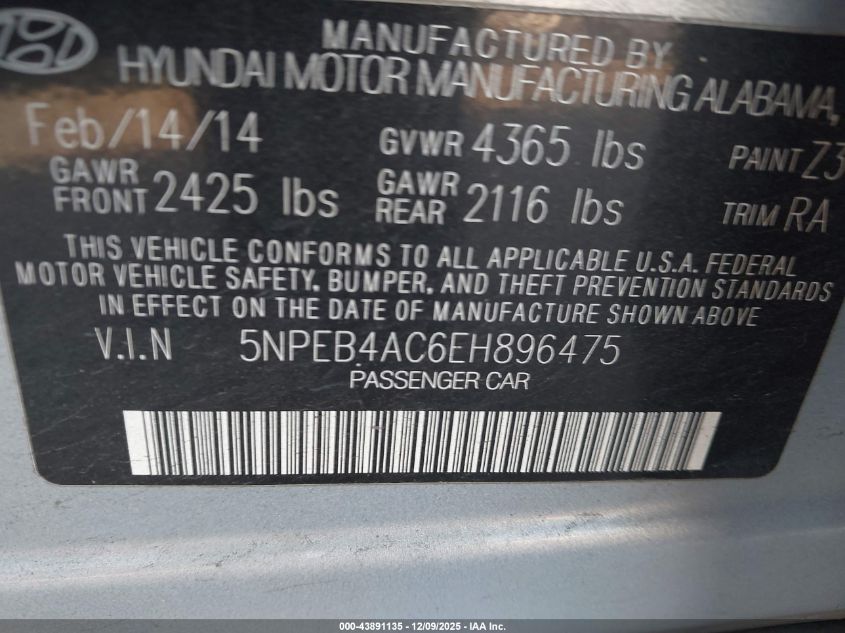 MANUFACTURED BY
HYUNDAI MOTOR MANUFACTURING ALABAMA,
Feb/14/14 GVWR 4365 lbs PAINT Z3
GAWR FRONT 2425 lbs GAWR REAR 2116 lbs TRIM RA
THIS VEHICLE CONFORMS TO ALL APPLICABLE U.S.A. FEDERAL
MOTOR VEHICLE SAFETY, BUMPER, AND THEFT PREVENTION STANDARDS
IN EFFECT ON THE DATE OF MANUFACTURE SHOWN ABOVE
V.I.N 5NPEB4AC6EH896475
PASSENGER CAR
000-43891135 - 12/09/2025 - IAA Inc.